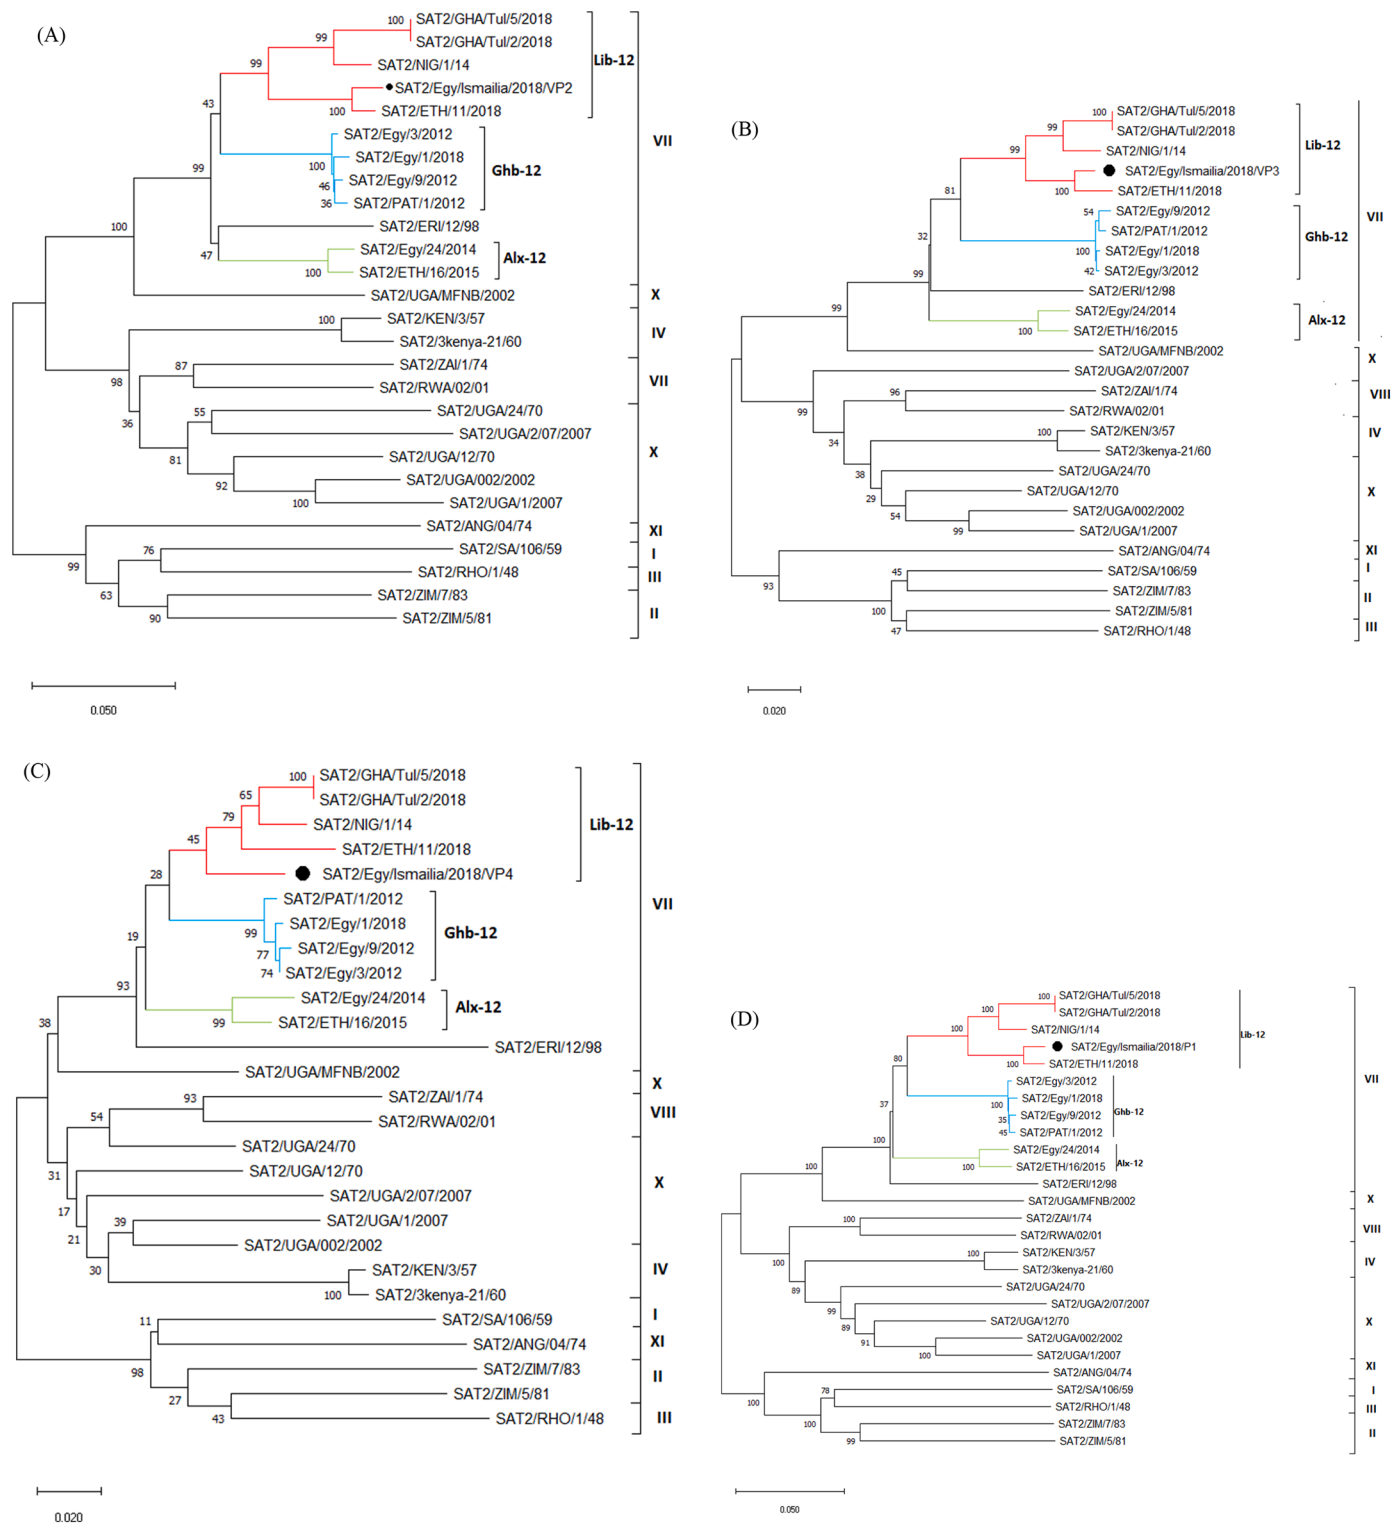 (A)
100
SAT2/GHA/Tul/5/2018
SAT2/GHA/Tul/2/2018
99
SAT2/NIG/1/14
Lib-12
99
SAT2/Egy/Ismailia/2018/VP2
100
SAT2/ETH/11/2018
43
SAT2/Egy/3/2012
VII
SAT2/Egy/1/2018
100
Ghb-12
99
46
SAT2/Egy/9/2012
36
SAT2/PAT/1/2012
100
SAT2/ERI/12/98
47
SAT2/Egy/24/2014
Alx-12
100
SAT2/ETH/16/2015
SAT2/UGA/MFNB/2002
X
100
SAT2/KEN/3/57
IV
SAT2/3kenya-21/60
98
87
SAT2/ZAI/1/74
VII
SAT2/RWA/02/01
36
55
SAT2/UGA/24/70
SAT2/UGA/2/07/2007
81
SAT2/UGA/12/70
X
92
SAT2/UGA/002/2002
100
SAT2/UGA/1/2007
SAT2/ANG/04/74
XI
99
76
SAT2/SA/106/59
I
SAT2/RHO/1/48
III
63
SAT2/ZIM/7/83
90
SAT2/ZIM/5/81
II
0.050
(B)
100
SAT2/GHA/Tul/5/2018
99
SAT2/GHA/Tul/2/2018
99
SAT2/NIG/1/14
Lib-12
SAT2/Egy/Ismailia/2018/VP3
100
SAT2/ETH/11/2018
81
54
SAT2/Egy/9/2012
VII
SAT2/PAT/1/2012
32
Ghb-12
100
SAT2/Egy/1/2018
42
SAT2/Egy/3/2012
99
SAT2/ERI/12/98
99
SAT2/Egy/24/2014
Alx-12
100
SAT2/ETH/16/2015
SAT2/UGA/MFNB/2002
X
SAT2/UGA/2/07/2007
99
96
SAT2/ZAI/1/74
VIII
SAT2/RWA/02/01
34
100
SAT2/KEN/3/57
IV
SAT2/3kenya-21/60
38
SAT2/UGA/24/70
29
SAT2/UGA/12/70
X
54
SAT2/UGA/002/2002
99
SAT2/UGA/1/2007
SAT2/ANG/04/74
XI
93
45
SAT2/SA/106/59
I
SAT2/ZIM/7/83
II
100
SAT2/ZIM/5/81
47
SAT2/RHO/1/48
III
0.020
(C)
100
SAT2/GHA/Tul/5/2018
65
SAT2/GHA/Tul/2/2018
79
SAT2/NIG/1/14
Lib-12
45
SAT2/ETH/11/2018
SAT2/Egy/Ismailia/2018/VP4
28
SAT2/PAT/1/2012
VII
SAT2/Egy/1/2018
99
Ghb-12
19
77
SAT2/Egy/9/2012
74
SAT2/Egy/3/2012
93
SAT2/Egy/24/2014
Alx-12
99
SAT2/ETH/16/2015
38
SAT2/ERI/12/98
SAT2/UGA/MFNB/2002
X
93
SAT2/ZAI/1/74
VIII
54
SAT2/RWA/02/01
SAT2/UGA/24/70
31
SAT2/UGA/12/70
X
17
SAT2/UGA/2/07/2007
39
SAT2/UGA/1/2007
21
SAT2/UGA/002/2002
30
SAT2/KEN/3/57
IV
100
SAT2/3kenya-21/60
11
SAT2/SA/106/59
I
SAT2/ANG/04/74
XI
98
SAT2/ZIM/7/83
II
27
SAT2/ZIM/5/81
43
SAT2/RHO/1/48
III
0.020
(D)
100
SAT2/GHA/Tul/5/2018
100
SAT2/GHA/Tul/2/2018
100
SAT2/NIG/1/14
Lib-12
SAT2/Egy/Ismailia/2018/P1
80
100
SAT2/ETH/11/2018
SAT2/Egy/3/2012
VII
SAT2/Egy/1/2018
37
100
Ghb-12
35
SAT2/Egy/9/2012
45
SAT2/PAT/1/2012
100
SAT2/Egy/24/2014
Alx-12
100
100
SAT2/ETH/16/2015
SAT2/ERI/12/98
SAT2/UGA/MFNB/2002
X
100
SAT2/ZAI/1/74
VIII
SAT2/RWA/02/01
100
100
SAT2/KEN/3/57
IV
SAT2/3kenya-21/60
89
SAT2/UGA/24/70
99
SAT2/UGA/2/07/2007
89
SAT2/UGA/12/70
X
91
SAT2/UGA/002/2002
100
SAT2/UGA/1/2007
SAT2/ANG/04/74
XI
100
78
SAT2/SA/106/59
I
SAT2/RHO/1/48
III
100
SAT2/ZIM/7/83
II
99
SAT2/ZIM/5/81
0.050